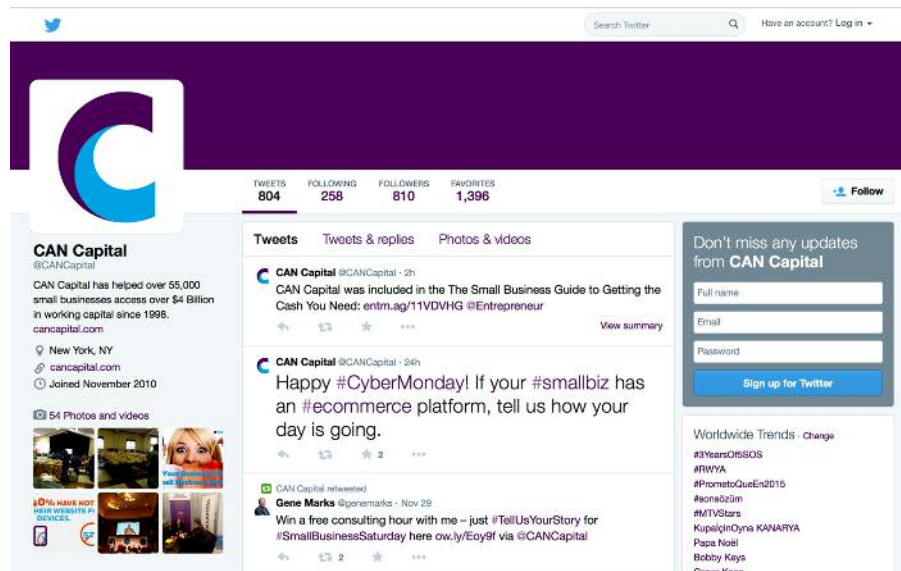 Search Twitter
Have an account? Log in
TWEETS FOLLOWING FOLLOWERS FAVORITES
804 258 810 1,396
Follow
CAN Capital
@CANCapital
CAN Capital has helped over 55,000
small businesses access over $4 Billion
in working capital since 1998.
cancapital.com
New York, NY
cancapital.com
Joined November 2010
54 Photos and videos
Your Business
HAVE NOT
DEVICES.
Tweets Tweets & replies Photos & videos
CAN Capital @CANCapital · 2h
CAN Capital was included in the The Small Business Guide to Getting the
Cash You Need: entm.ag/11VDVHG @Entrepreneur
View summary
CAN Capital @CANCapital · 24h
Happy #CyberMonday! If your #smallbiz has
an #ecommerce platform, tell us how your
day is going.
2
CAN Capital retweeted
Gene Marks @genemarks · Nov 29
Win a free consulting hour with me – just #TellUsYourStory for
#SmallBusinessSaturday here ow.ly/Eoy9f via @CANCapital
2
Don't miss any updates
from CAN Capital
Full name
Email
Password
Sign up for Twitter
Worldwide Trends · Change
#3YearsOf5SOS
#RWYA
#PrometoQueEn2015
#sonsözüm
#MTVStars
KupaIçinOyna KANARYA
Papa Noël
Bobby Keys